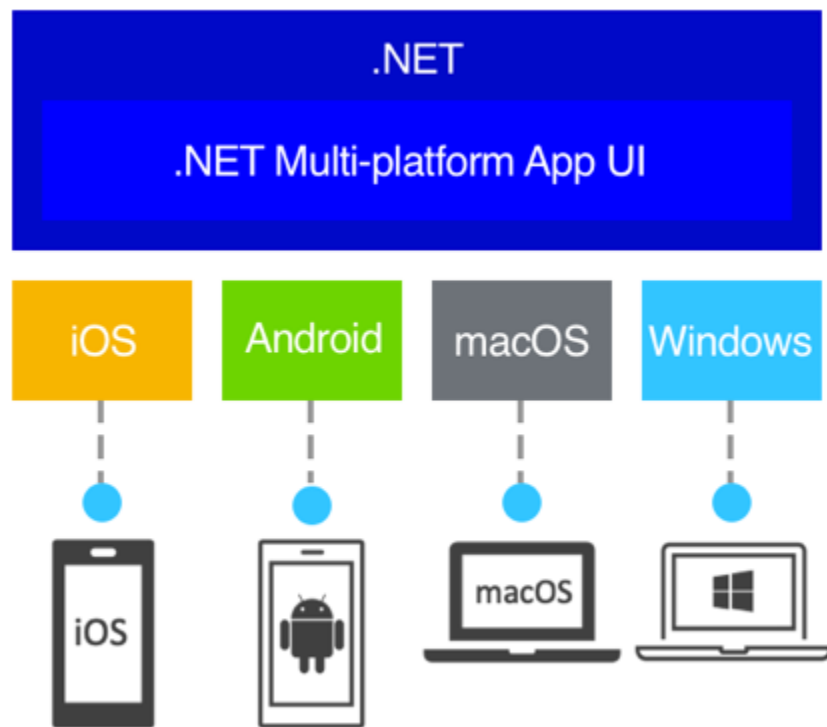 .NET
.NET Multi-platform App UI
iOS
Android
macOS
Windows
iOS
macOS